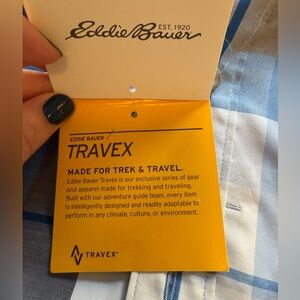 EST. 1920
Eddie Bauer
EDDIE BAUER
TRAVEX
MADE FOR TREK & TRAVEL.
Eddie Bauer Travex is our exclusive series of gear
and apparel made for trekking and traveling.
Built with our adventure guide team, every item
is intelligently designed and readily adaptable to
perform in any climate, culture, or environment.
TRAVEX®